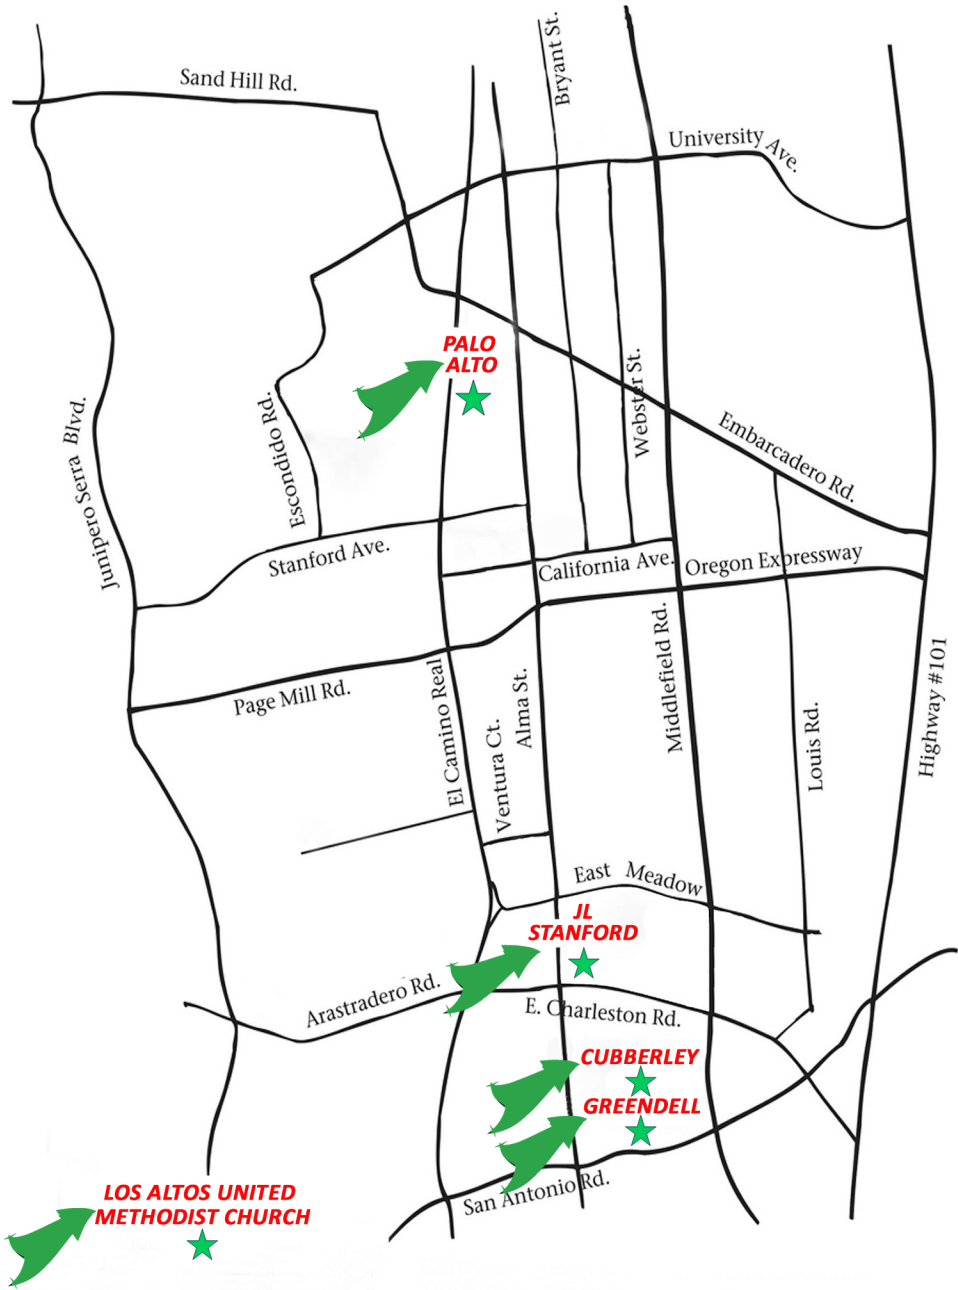 Bryant St.
Sand Hill Rd.
University Ave.
PALO
ALTO
Webster St.
Escondido Rd.
Junipero Serra Blvd.
Embarcadero Rd.
Stanford Ave.
California Ave.
Oregon Expressway
Page Mill Rd.
El Camino Real
Ventura Ct.
Alma St.
Middlefield Rd.
Louis Rd.
Highway #101
East Meadow
JL
STANFORD
Arastradero Rd.
E. Charleston Rd.
CUBBERLEY
GREENDELL
San Antonio Rd.
LOS ALTOS UNITED
METHODIST CHURCH